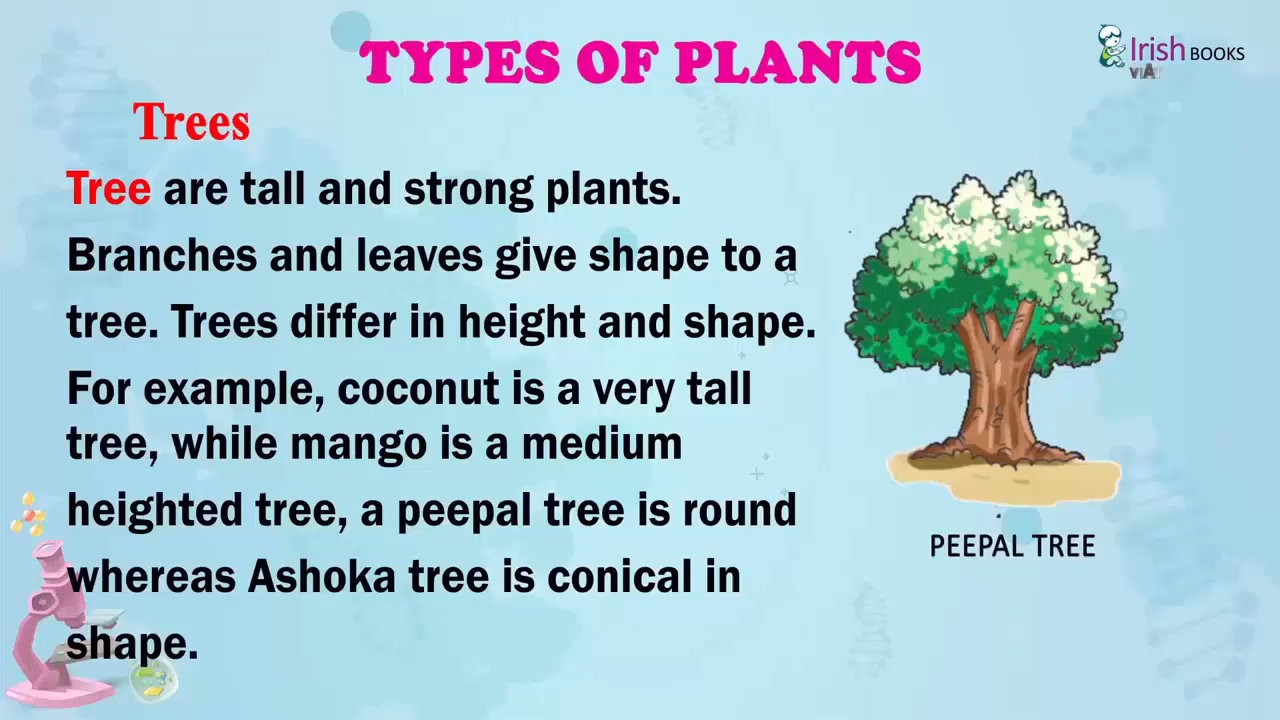 TYPES OF PLANTS
Irish BOOKS
Trees
Tree are tall and strong plants.
Branches and leaves give shape to a
tree. Trees differ in height and shape.
For example, coconut is a very tall
tree, while mango is a medium
heighted tree, a peepal tree is round
whereas Ashoka tree is conical in
shape.
PEEPAL TREE